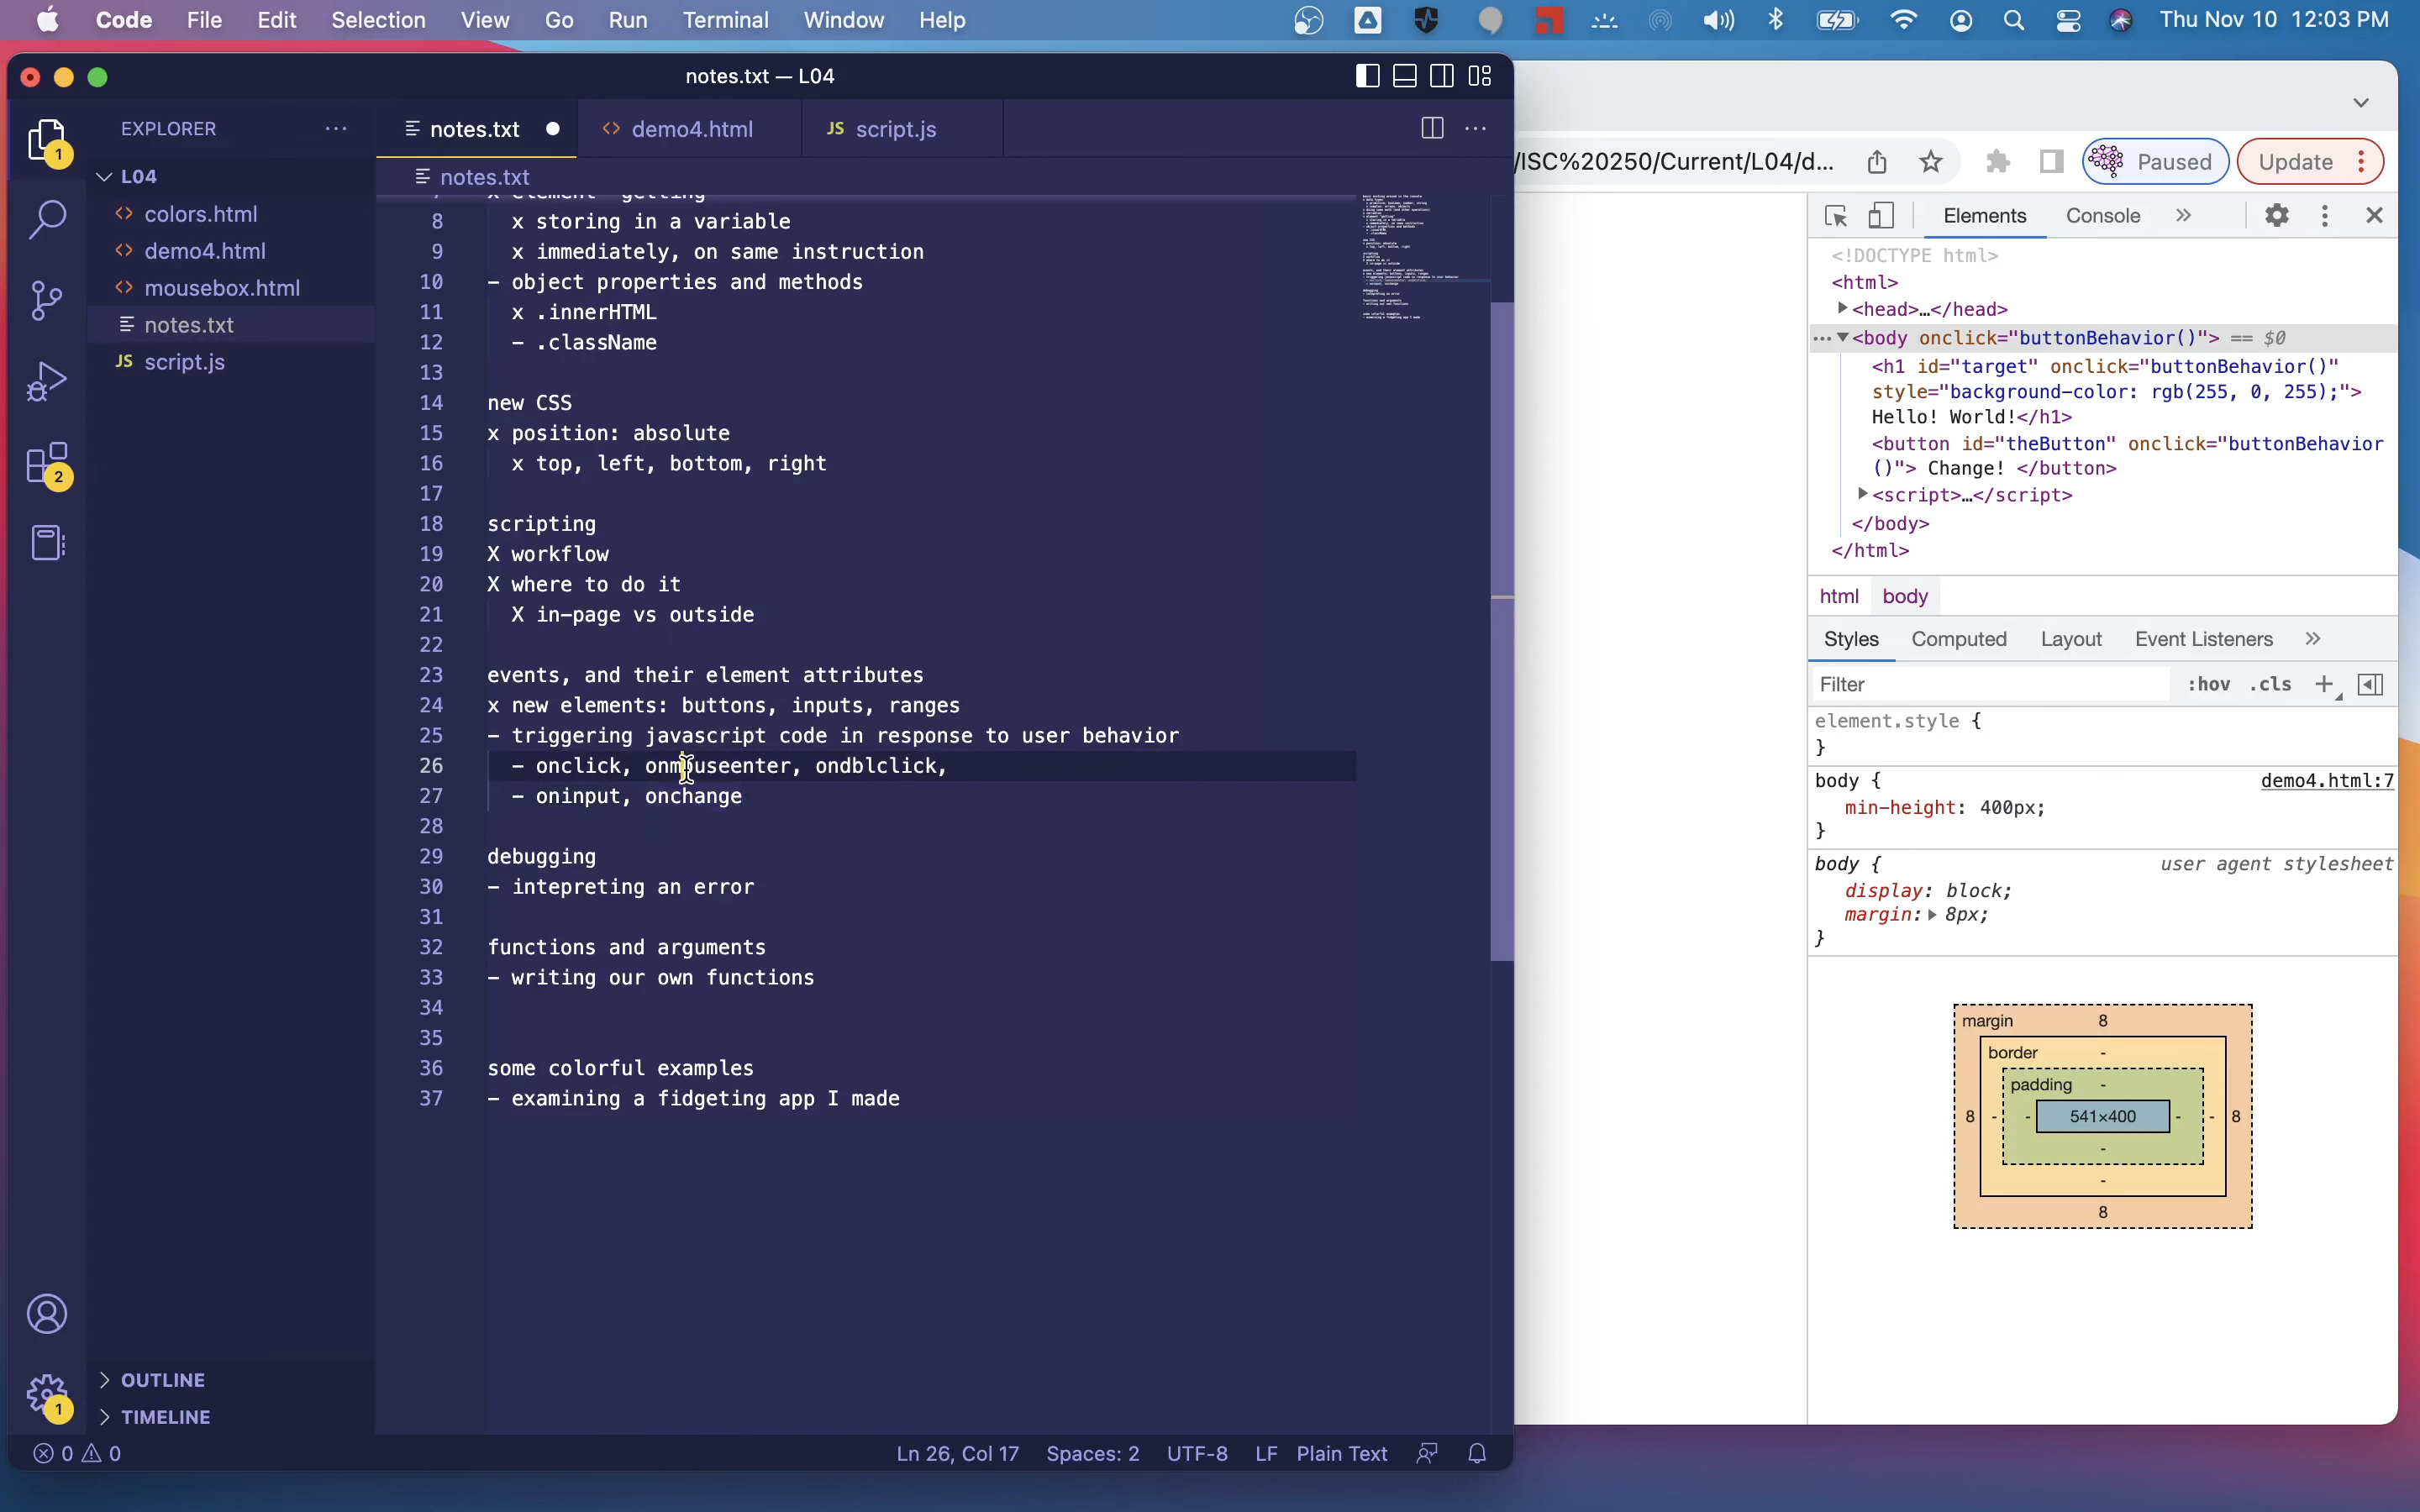 Code File Edit Selection View Go Run Terminal Window Help Thu Nov 10 12:03 PM
notes.txt — L04
EXPLORER
1
L04
colors.html
demo4.html
mousebox.html
notes.txt
JS script.js
2
OUTLINE
1
TIMELINE
notes.txt demo4.html JS script.js
notes.txt
8 x storing in a variable
9 x immediately, on same instruction
10 - object properties and methods
11 x .innerHTML
12 - .className
13
14 new CSS
15 x position: absolute
16 x top, left, bottom, right
17
18 scripting
19 X workflow
20 X where to do it
21 X in-page vs outside
22
23 events, and their element attributes
24 x new elements: buttons, inputs, ranges
25 - triggering javascript code in response to user behavior
26 - onclick, onmouseenter, ondblclick,
27 - oninput, onchange
28
29 debugging
30 - intepreting an error
31
32 functions and arguments
33 - writing our own functions
34
35
36 some colorful examples
37 - examining a fidgeting app I made
0 0 Ln 26, Col 17 Spaces: 2 UTF-8 LF Plain Text
/ISC%20250/Current/L04/d... Paused Update
Elements Console »
<!DOCTYPE html>
<html>
<head>…</head>
<body onclick="buttonBehavior()"> == $0
<h1 id="target" onclick="buttonBehavior()"
style="background-color: rgb(255, 0, 255);">
Hello! World!</h1>
<button id="theButton" onclick="buttonBehavior
()"> Change! </button>
<script>…</script>
</body>
</html>
html body
Styles Computed Layout Event Listeners »
Filter :hov .cls +
element.style {
}
body { demo4.html:7
min-height: 400px;
}
body { user agent stylesheet
display: block;
margin: 8px;
}
margin 8
border -
padding -
8 - - 541×400 - - 8
-
-
8